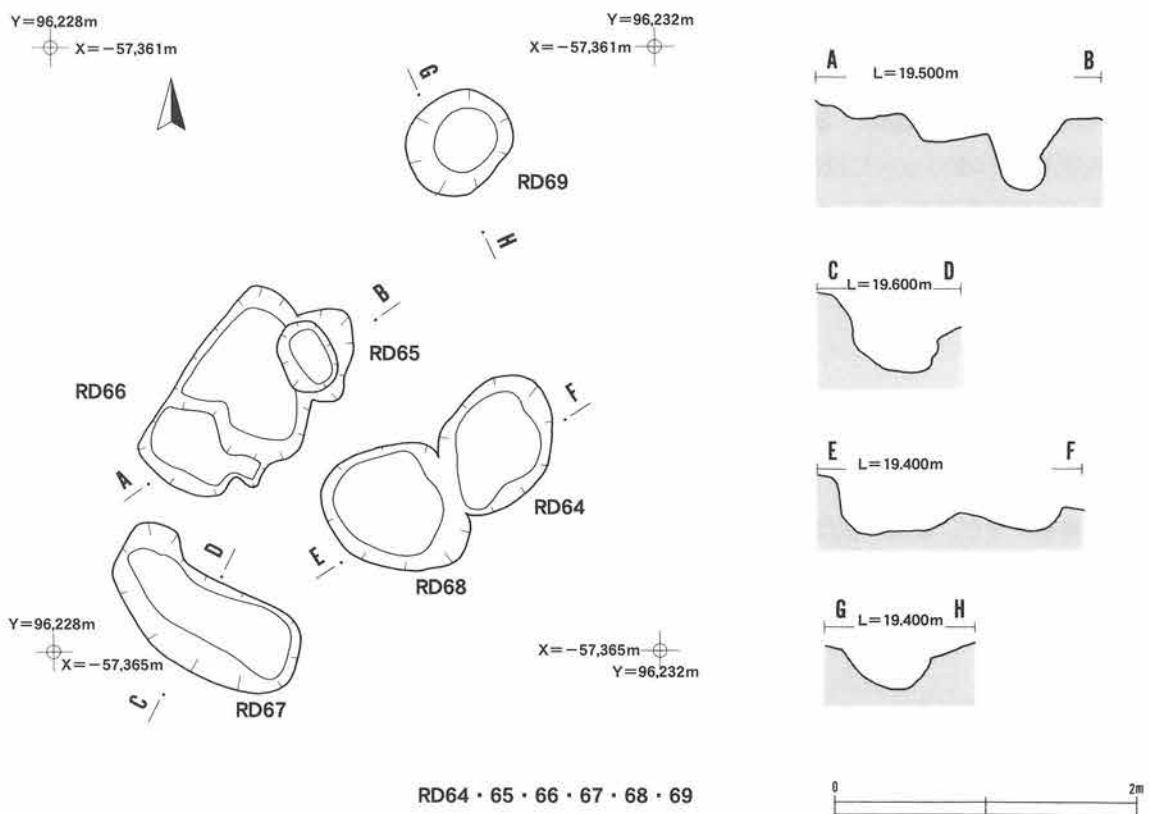 Y=96,228m
X=−57,361m
Y=96,232m
X=−57,361m
G
RD69
H
B
RD65
RD66
F
A
RD64
D
E
RD68
Y=96,228m
X=−57,365m
X=−57,365m
Y=96,232m
C
RD67
A
B
L=19.500m
C
D
L=19.600m
E
F
L=19.400m
G
H
L=19.400m
RD64・65・66・67・68・69
0
2m